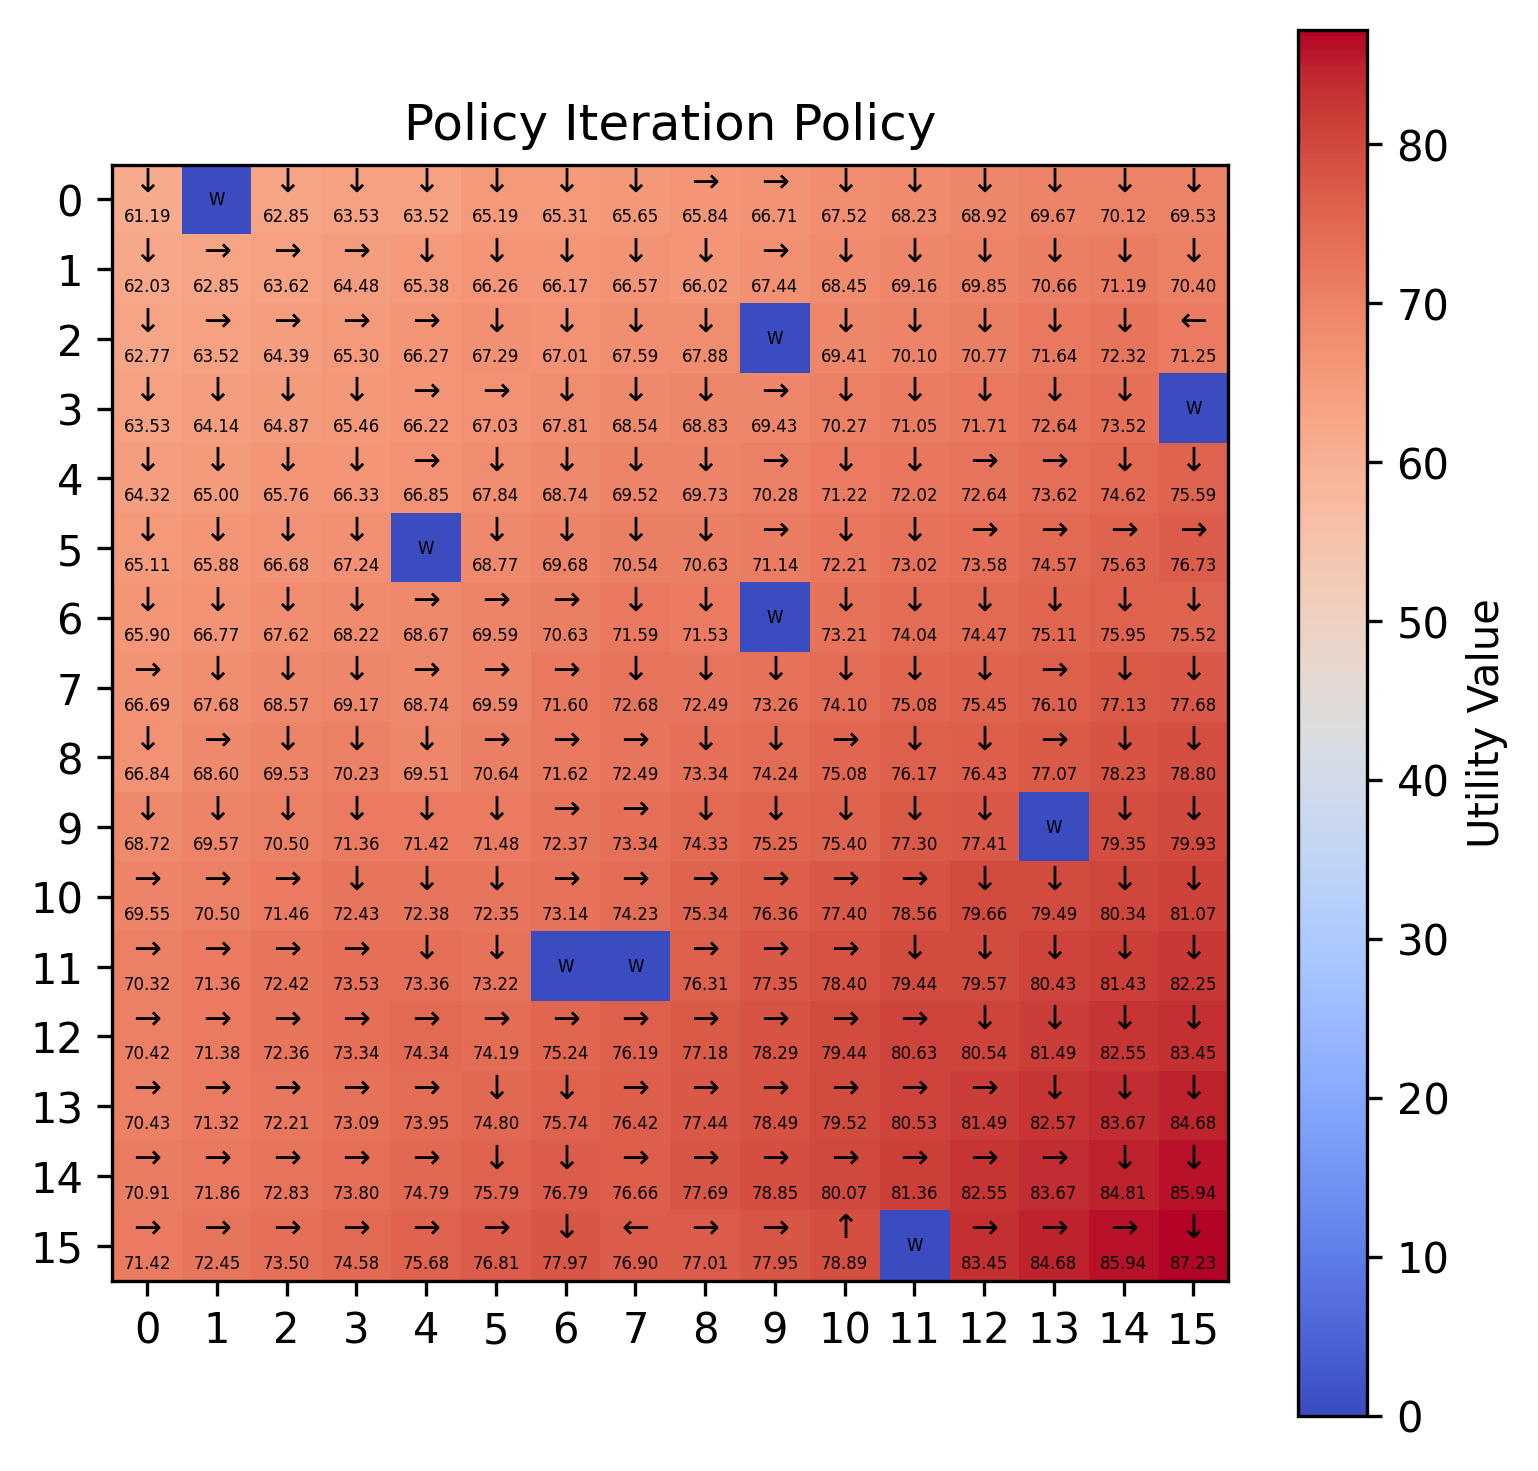 Policy Iteration Policy
0 ↓ W ↓ ↓ ↓ ↓ ↓ ↓ → → ↓ ↓ ↓ ↓ ↓ ↓
61.19 62.85 63.53 63.52 65.19 65.31 65.65 65.84 66.71 67.52 68.23 68.92 69.67 70.12 69.53
1 ↓ → → → ↓ ↓ ↓ ↓ ↓ → ↓ ↓ ↓ ↓ ↓ ↓
62.03 62.85 63.62 64.48 65.38 66.26 66.17 66.57 66.02 67.44 68.45 69.16 69.85 70.66 71.19 70.40
2 ↓ → → → → ↓ ↓ ↓ ↓ W ↓ ↓ ↓ ↓ ↓ ←
62.77 63.52 64.39 65.30 66.27 67.29 67.01 67.59 67.88 69.41 70.10 70.77 71.64 72.32 71.25
3 ↓ ↓ ↓ ↓ → → ↓ ↓ ↓ → ↓ ↓ ↓ ↓ ↓ W
63.53 64.14 64.87 65.46 66.22 67.03 67.81 68.54 68.83 69.43 70.27 71.05 71.71 72.64 73.52
4 ↓ ↓ ↓ ↓ → ↓ ↓ ↓ ↓ → ↓ ↓ → → ↓ ↓
64.32 65.00 65.76 66.33 66.85 67.84 68.74 69.52 69.73 70.28 71.22 72.02 72.64 73.62 74.62 75.59
5 ↓ ↓ ↓ ↓ W ↓ ↓ ↓ ↓ → ↓ ↓ → → → →
65.11 65.88 66.68 67.24 68.77 69.68 70.54 70.63 71.14 72.21 73.02 73.58 74.57 75.63 76.73
6 ↓ ↓ ↓ ↓ → → → ↓ ↓ W ↓ ↓ ↓ ↓ ↓ ↓
65.90 66.77 67.62 68.22 68.67 69.59 70.63 71.59 71.53 73.21 74.04 74.47 75.11 75.95 75.52
7 → ↓ ↓ ↓ → → → ↓ ↓ ↓ ↓ ↓ ↓ → ↓ ↓
66.69 67.68 68.57 69.17 68.74 69.59 71.60 72.68 72.49 73.26 74.10 75.08 75.45 76.10 77.13 77.68
8 ↓ → ↓ ↓ ↓ → → → ↓ ↓ → ↓ ↓ → ↓ ↓
66.84 68.60 69.53 70.23 69.51 70.64 71.62 72.49 73.34 74.24 75.08 76.17 76.43 77.07 78.23 78.80
9 ↓ ↓ ↓ ↓ ↓ ↓ → → ↓ ↓ ↓ ↓ ↓ W ↓ ↓
68.72 69.57 70.50 71.36 71.42 71.48 72.37 73.34 74.33 75.25 75.40 77.30 77.41 79.35 79.93
10 → → → ↓ ↓ ↓ → → → → → → ↓ ↓ ↓ ↓
69.55 70.50 71.46 72.43 72.38 72.35 73.14 74.23 75.34 76.36 77.40 78.56 79.66 79.49 80.34 81.07
11 → → → → ↓ ↓ W W → → → ↓ ↓ ↓ ↓ ↓
70.32 71.36 72.42 73.53 73.36 73.22 76.31 77.35 78.40 79.44 79.57 80.43 81.43 82.25
12 → → → → → → → → → → → → ↓ ↓ ↓ ↓
70.42 71.38 72.36 73.34 74.34 74.19 75.24 76.19 77.18 78.29 79.44 80.63 80.54 81.49 82.55 83.45
13 → → → → → ↓ ↓ → → → → → → ↓ ↓ ↓
70.43 71.32 72.21 73.09 73.95 74.80 75.74 76.42 77.44 78.49 79.52 80.53 81.49 82.57 83.67 84.68
14 → → → → → ↓ ↓ → → → → → → → ↓ ↓
70.91 71.86 72.83 73.80 74.79 75.79 76.79 76.66 77.69 78.85 80.07 81.36 82.55 83.67 84.81 85.94
15 → → → → → → ↓ ← → → ↑ W → → → ↓
71.42 72.45 73.50 74.58 75.68 76.81 77.97 76.90 77.01 77.95 78.89 83.45 84.68 85.94 87.23
0 1 2 3 4 5 6 7 8 9 10 11 12 13 14 15
80
70
60
50
40
30
20
10
0
Utility Value